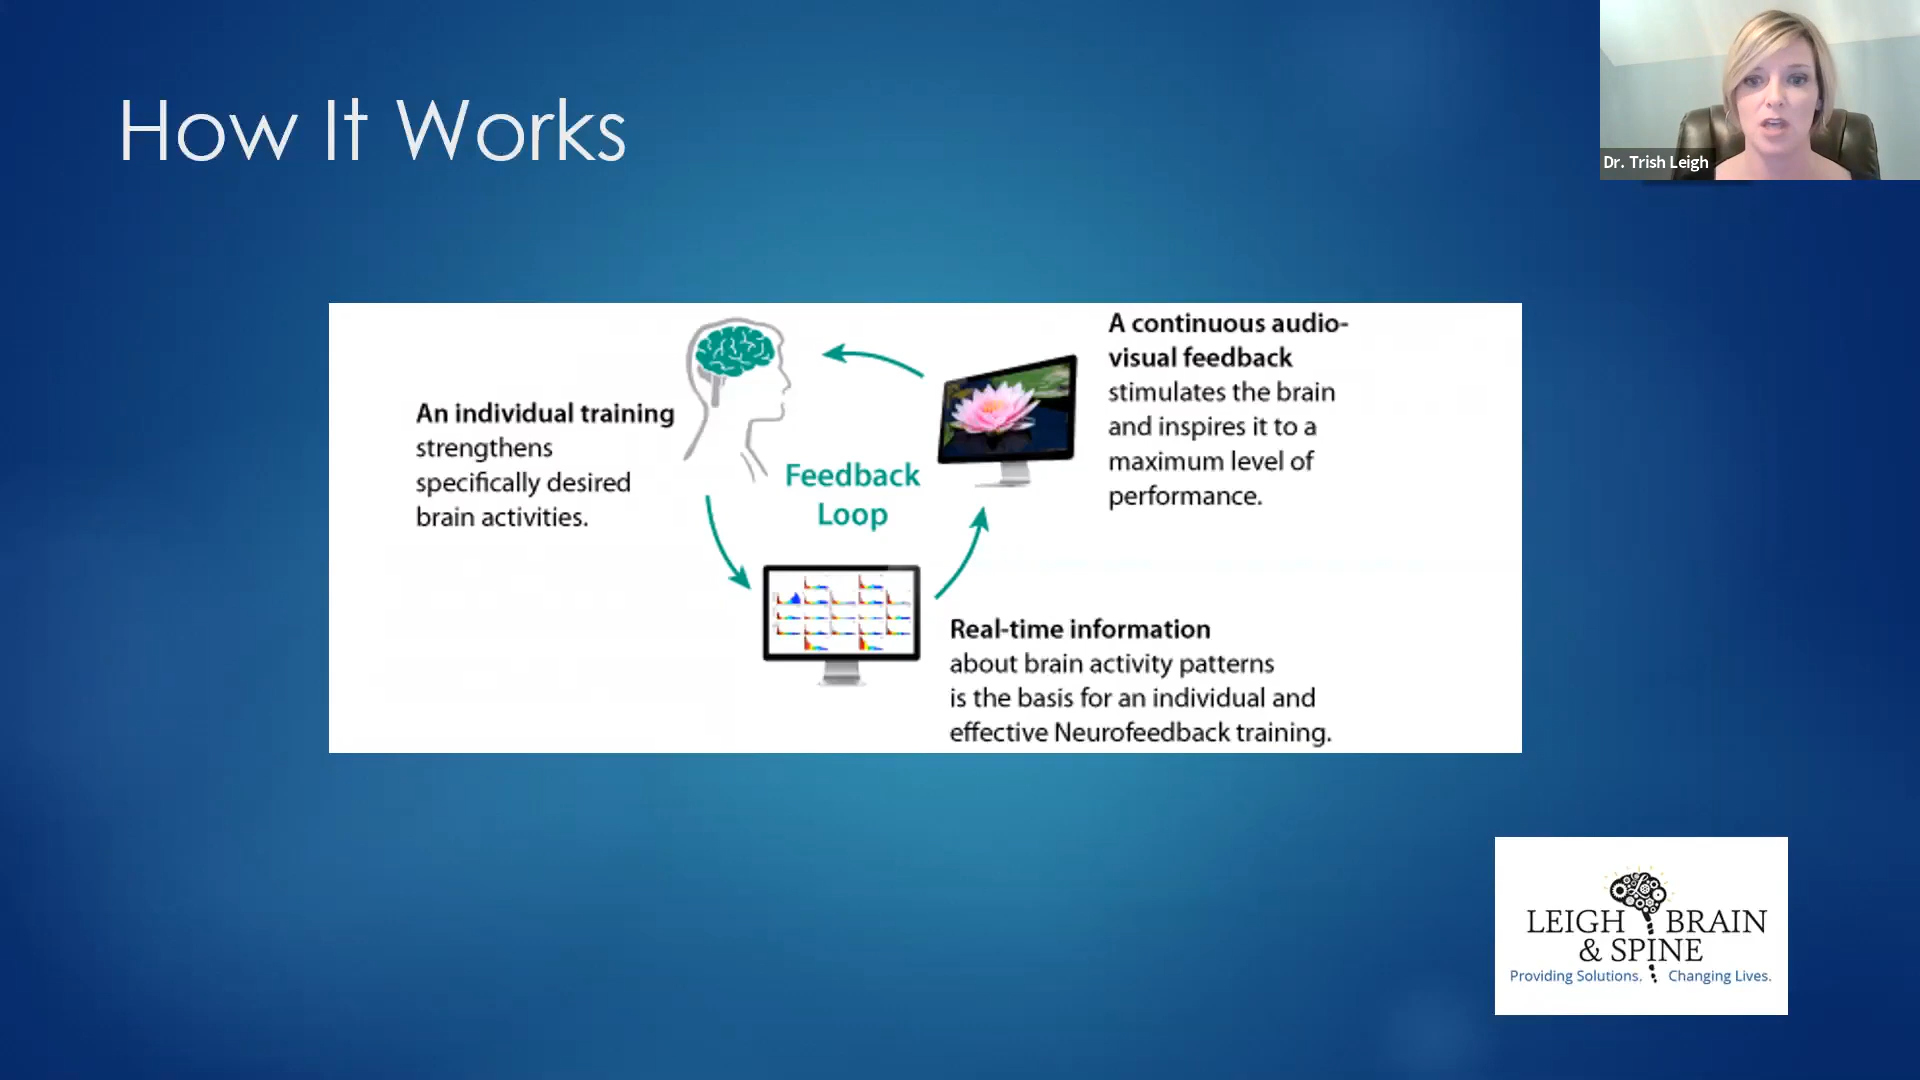 How It Works
Dr. Trish Leigh
An individual training
strengthens
specifically desired
brain activities.
Feedback
Loop
A continuous audio-
visual feedback
stimulates the brain
and inspires it to a
maximum level of
performance.
Real-time information
about brain activity patterns
is the basis for an individual and
effective Neurofeedback training.
LEIGH BRAIN
& SPINE
Providing Solutions. Changing Lives.